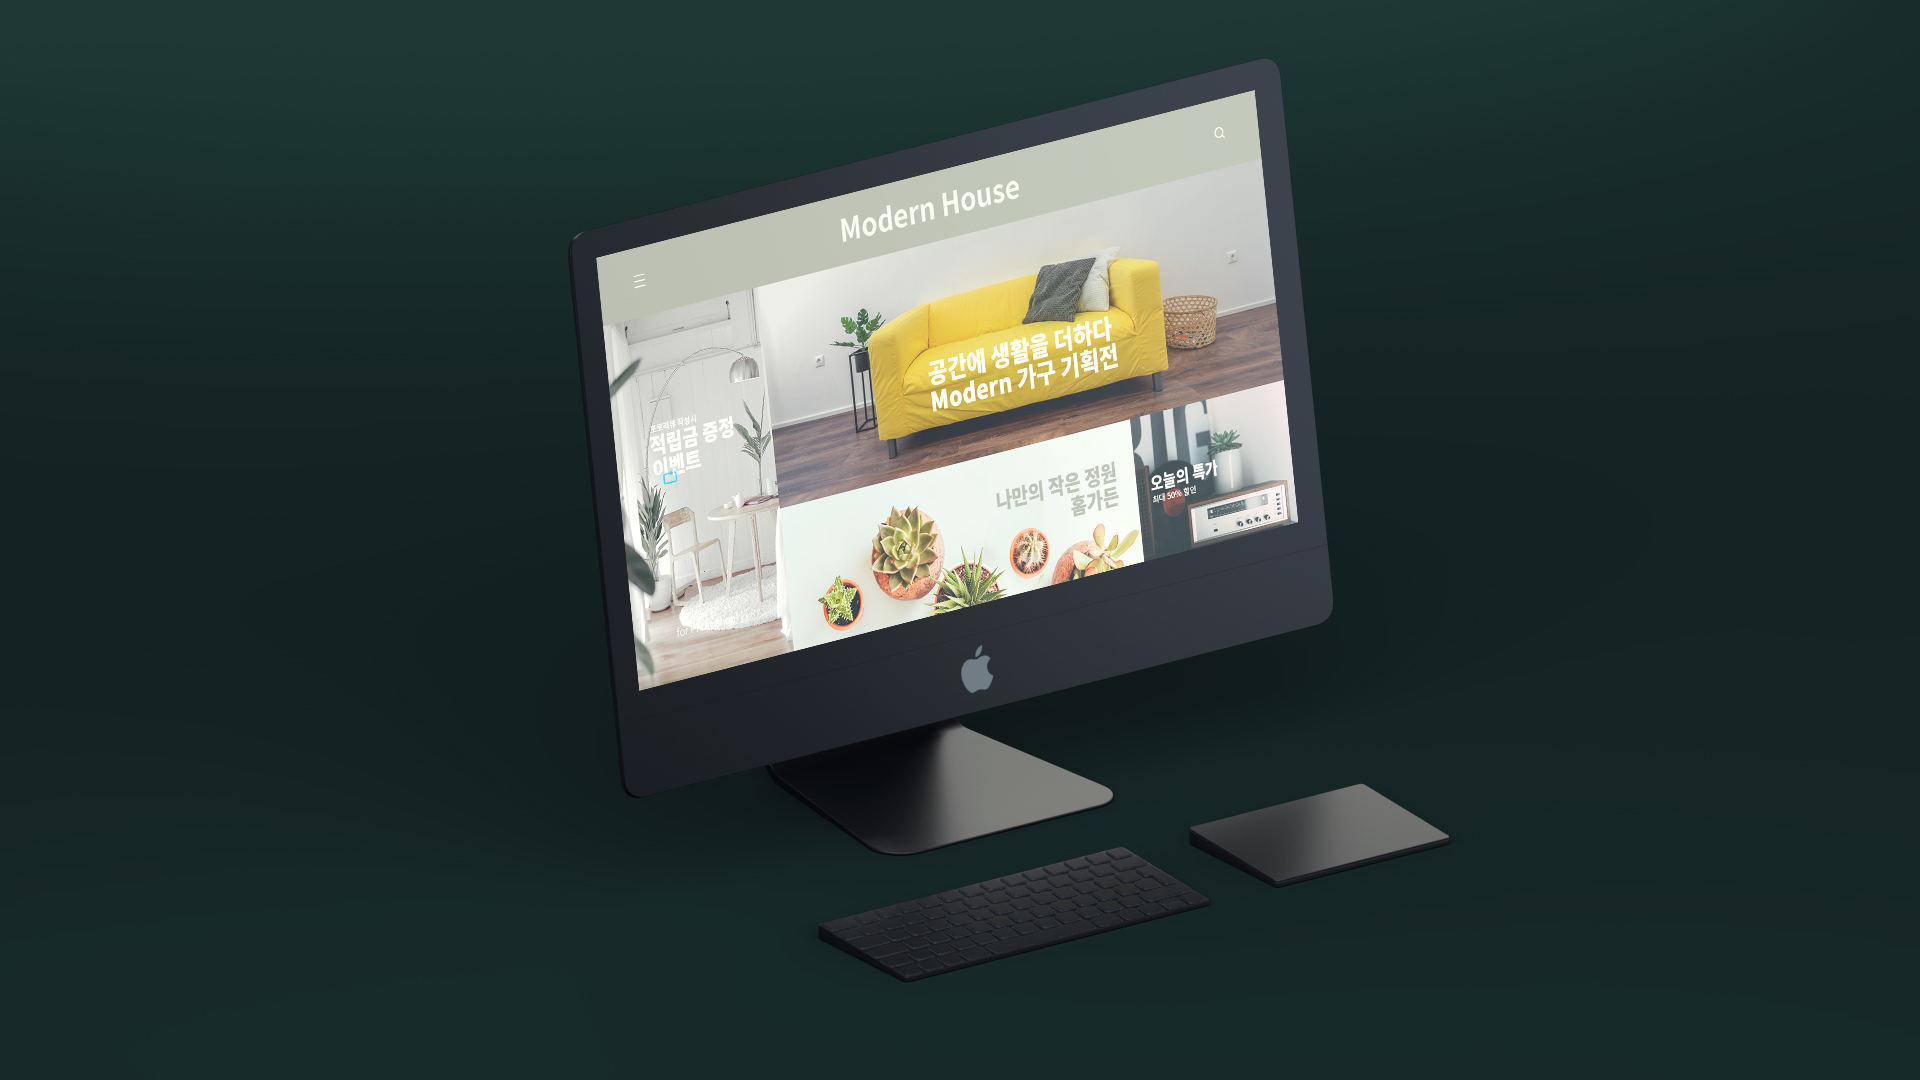 Modern House
공간에 생활을 더하다
Modern 가구 기획전
포토리뷰 작성시
적립금 증정
이벤트
나만의 작은 정원
홈가든
오늘의 특가
최대 50% 할인
for